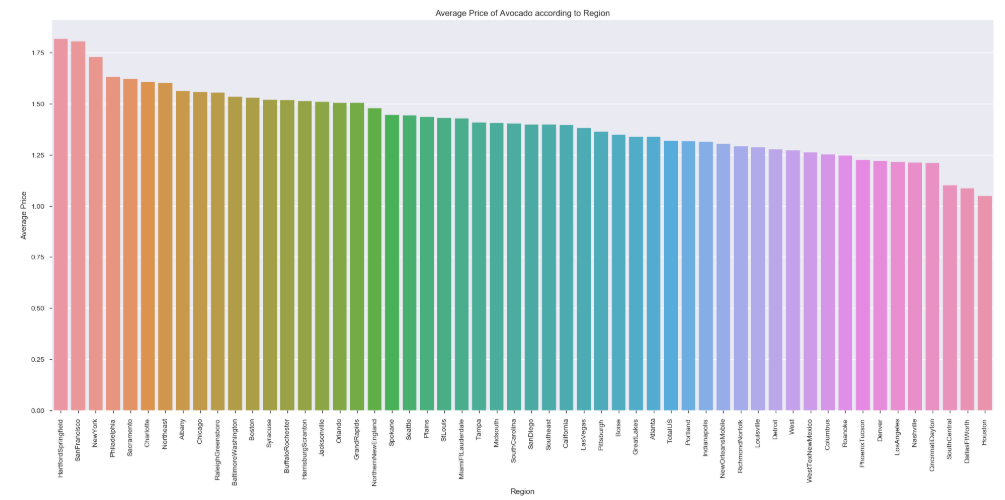 Average Price of Avocado according to Region
Average Price
1.75
1.50
1.25
1.00
0.75
0.50
0.25
0.00
HartfordSpringfield
SanFrancisco
NewYork
Philadelphia
Sacramento
Charlotte
Northeast
Albany
Chicago
RaleighGreensboro
BaltimoreWashington
Boston
Syracuse
BuffaloRochester
HarrisburgScranton
Jacksonville
Orlando
GrandRapids
NorthernNewEngland
Spokane
Seattle
Plains
StLouis
MiamiFtLauderdale
Tampa
Midsouth
SouthCarolina
SanDiego
Southeast
California
LasVegas
Pittsburgh
Boise
GreatLakes
Atlanta
TotalUS
Portland
Indianapolis
NewOrleansMobile
RichmondNorfolk
Louisville
Detroit
West
WestTexNewMexico
Columbus
Roanoke
PhoenixTucson
Denver
LosAngeles
Nashville
CincinnatiDayton
SouthCentral
DallasFtWorth
Houston
Region